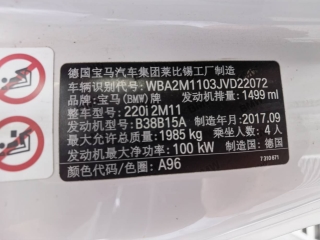 德国宝马汽车集团莱比锡工厂制造
车辆识别代号: WBA2M1103JVD22072
宝马(BMW)牌 发动机排量: 1499 ml
整车型号: 220i 2M11
发动机型号: B38B15A 制造年月: 2017.09
最大允许总质量: 1985 kg 乘坐人数: 4 人
发动机最大净功率: 100 kW 制造国: 德国
颜色代号/色圈: A96
7 210 671